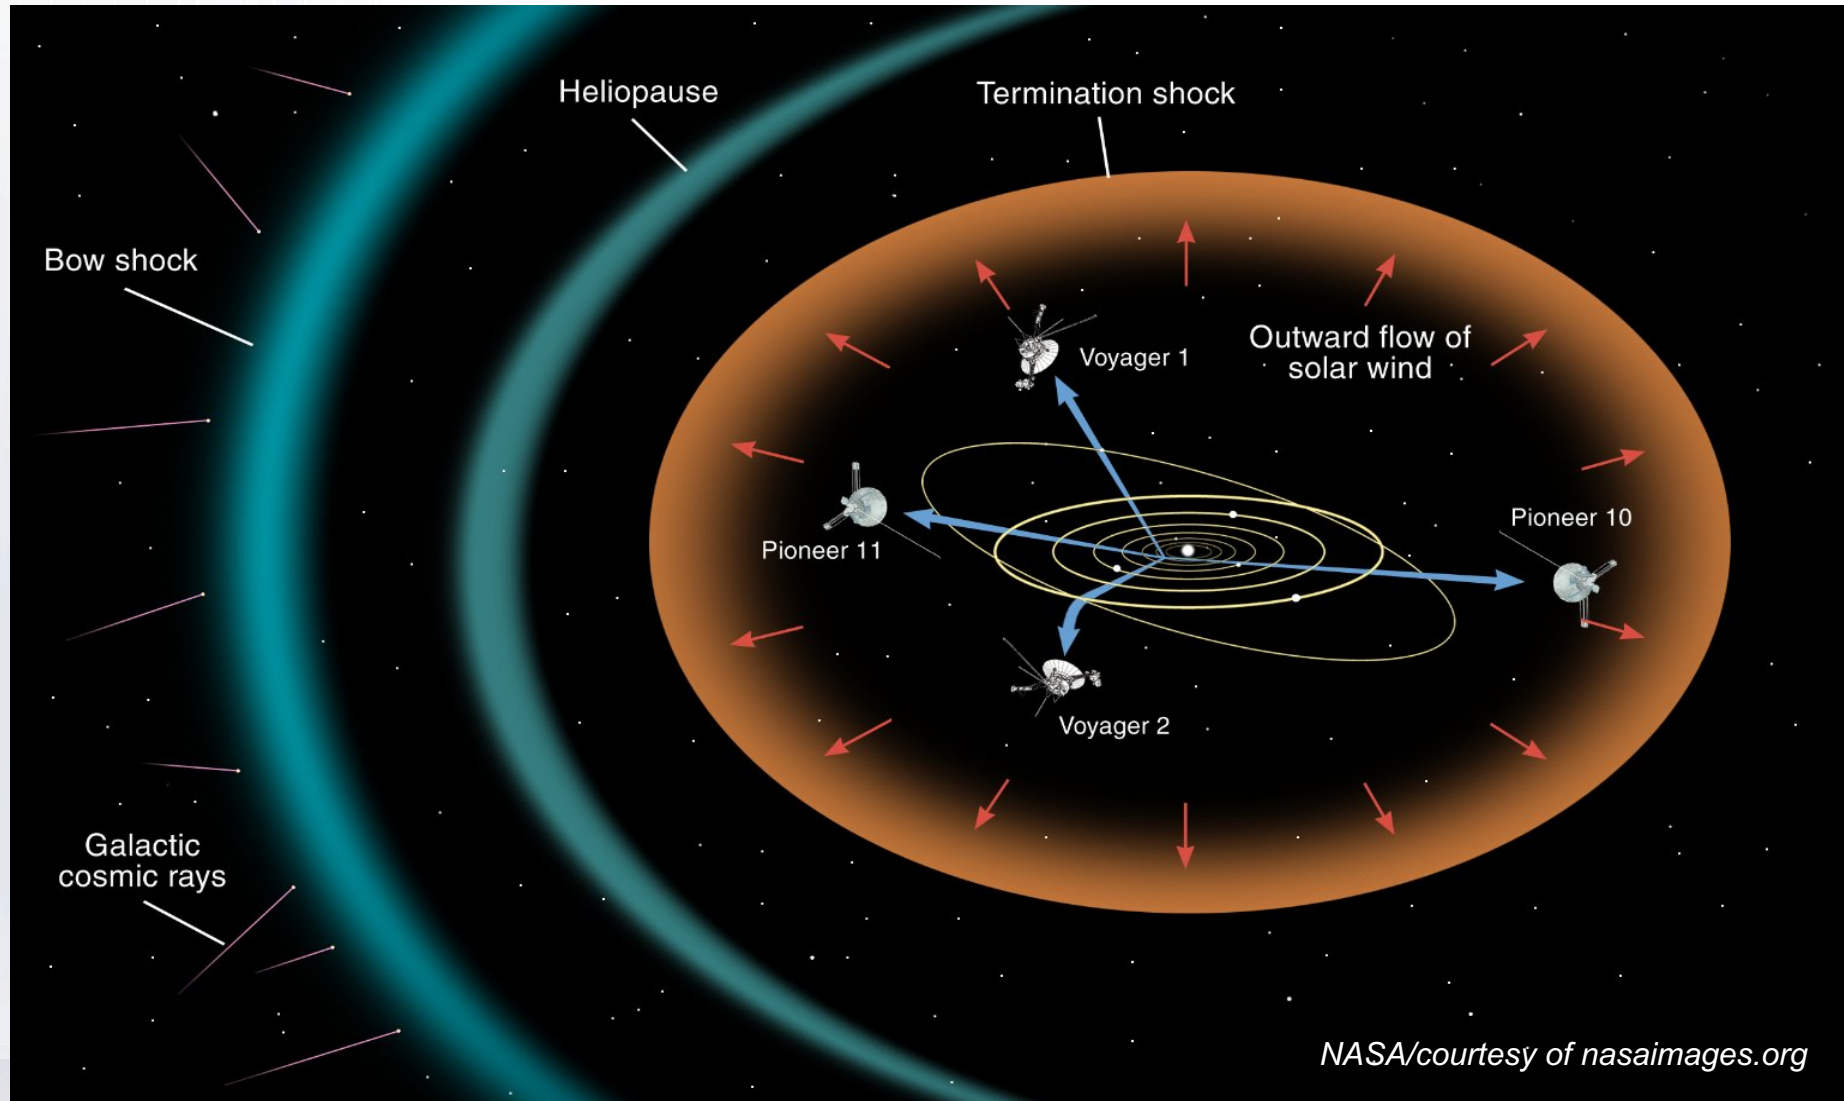 Heliopause
Termination shock
Bow shock
Outward flow of
solar wind
Voyager 1
Pioneer 10
Pioneer 11
Voyager 2
Galactic
cosmic rays
NASA/courtesy of nasaimages.org